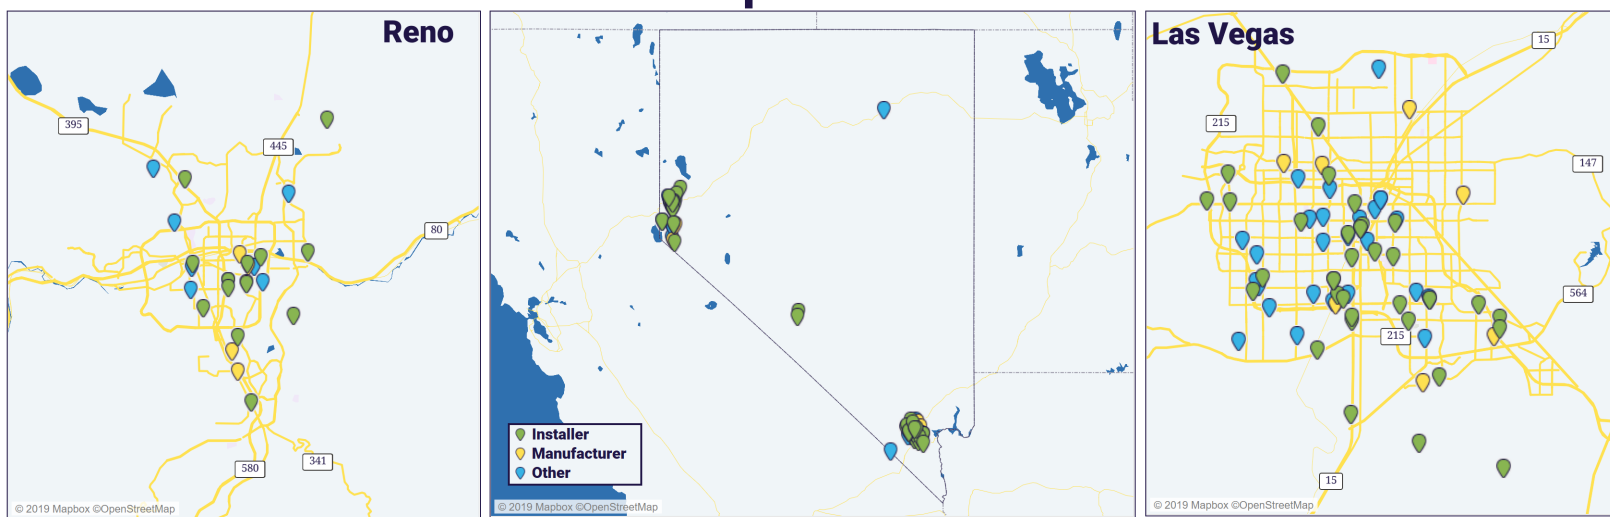 Reno
395
445
80
580
341
© 2019 Mapbox ©OpenStreetMap
Installer
Manufacturer
Other
© 2019 Mapbox ©OpenStreetMap
Las Vegas
15
215
147
564
215
15
© 2019 Mapbox ©OpenStreetMap